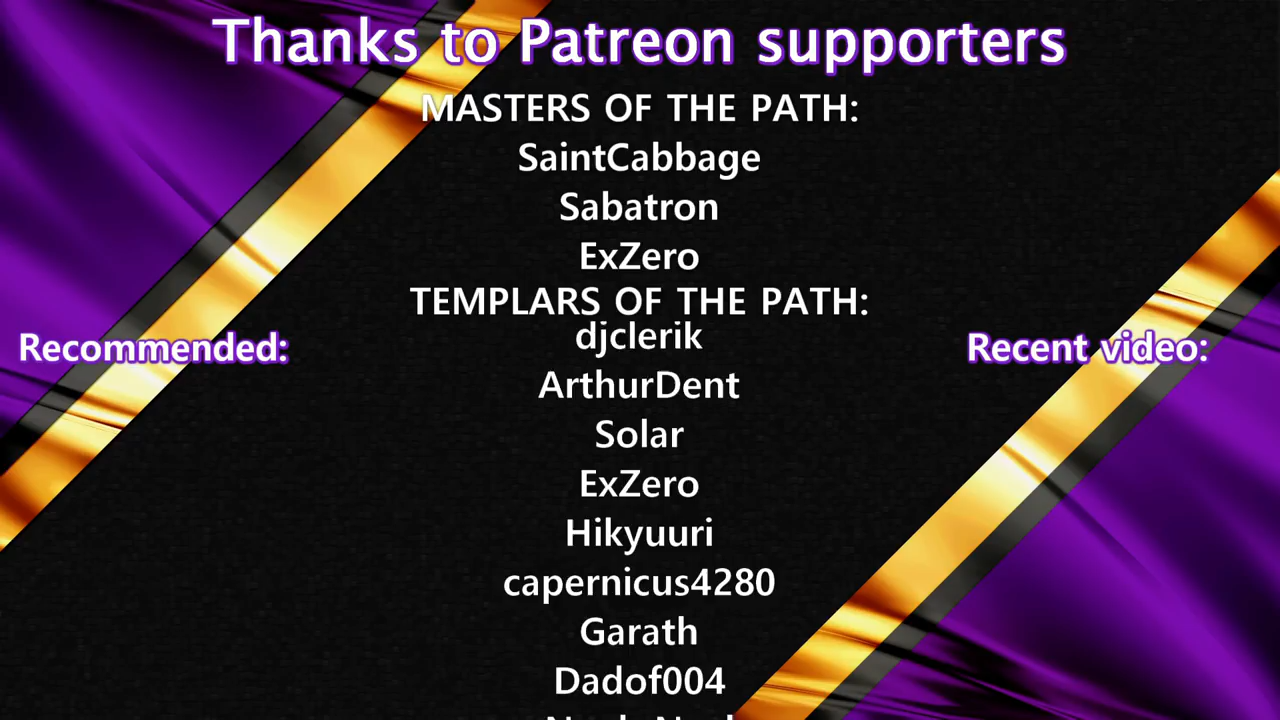 Thanks to Patreon supporters
MASTERS OF THE PATH:
SaintCabbage
Sabatron
ExZero
TEMPLARS OF THE PATH:
djclerik
Recommended:
Recent video:
ArthurDent
Solar
ExZero
Hikyuuri
capernicus4280
Garath
Dadof004